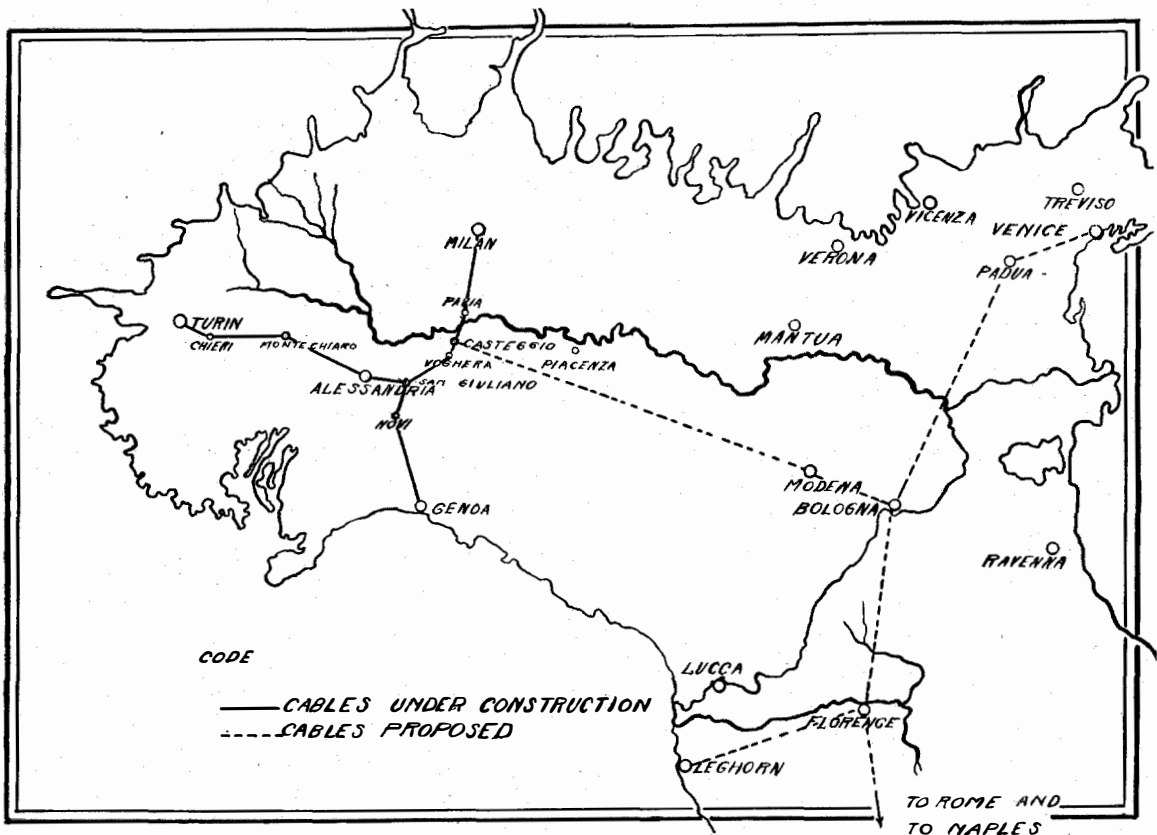 TREVISO
VICENZA
VENICE
MILAN
VERONA
PADUA
PAVIA
TURIN
CHIERI
MONTECHIARO
CASTEGGIO
VOGHERA
PIACENZA
MANTUA
ALESSANDRIA
SAN GIULIANO
NOVI
MODENA
GENOA
BOLOGNA
RAVENNA
CODE
LUCCA
CABLES UNDER CONSTRUCTION
CABLES PROPOSED
FLORENCE
LEGHORN
TO ROME AND
TO NAPLES